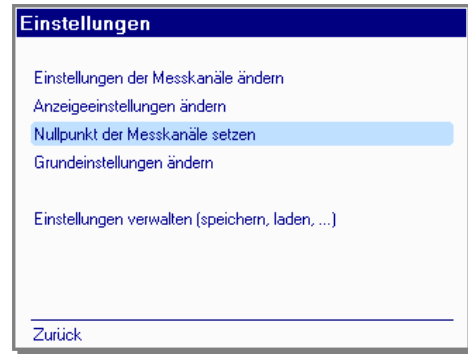 Einstellungen
Einstellungen der Messkanäle ändern
Anzeigeeinstellungen ändern
Nullpunkt der Messkanäle setzen
Grundeinstellungen ändern
Einstellungen verwalten (speichern, laden, ...)
Zurück